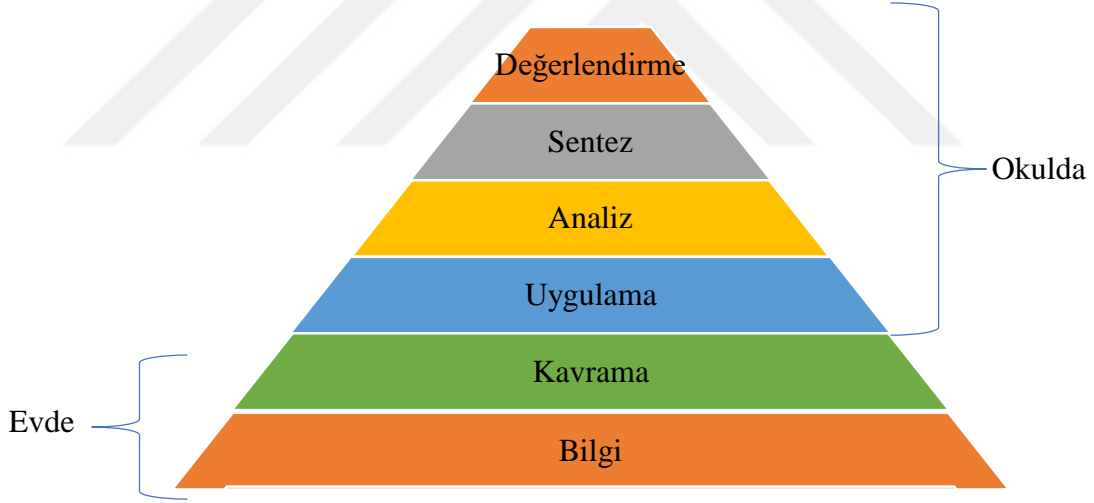 Değerlendirme
Sentez
Okulda
Analiz
Uygulama
Kavrama
Evde
Bilgi